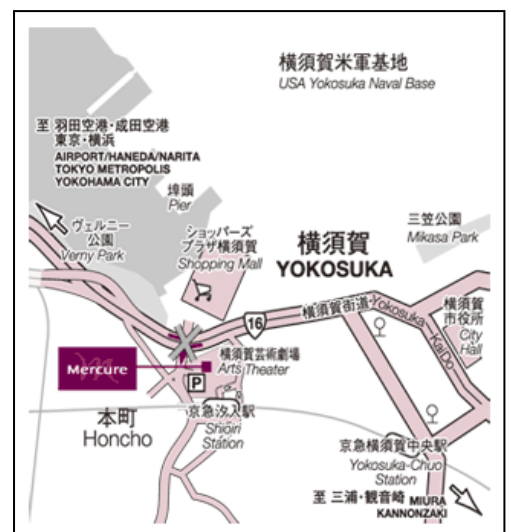 横須賀米軍基地
USA Yokosuka Naval Base
至 羽田空港・成田空港
東京・横浜
AIRPORT/HANEDA/NARITA
TOKYO METROPOLIS
YOKOHAMA CITY
埠頭
Pier
ヴェルニー
公園
Verny Park
ショッパーズ
プラザ横須賀
Shopping Mall
三笠公園
Mikasa Park
横須賀
YOKOSUKA
16
横須賀街道 Yokosuka KaiDo
横須賀
市役所
City
Hall
横須賀芸術劇場
Arts Theater
Mercure
P
本町
Honcho
京急汐入駅
Shioiri
Station
京急横須賀中央駅
Yokosuka-Chuo
Station
至 三浦・観音崎 MIURA
KANNONZAKI